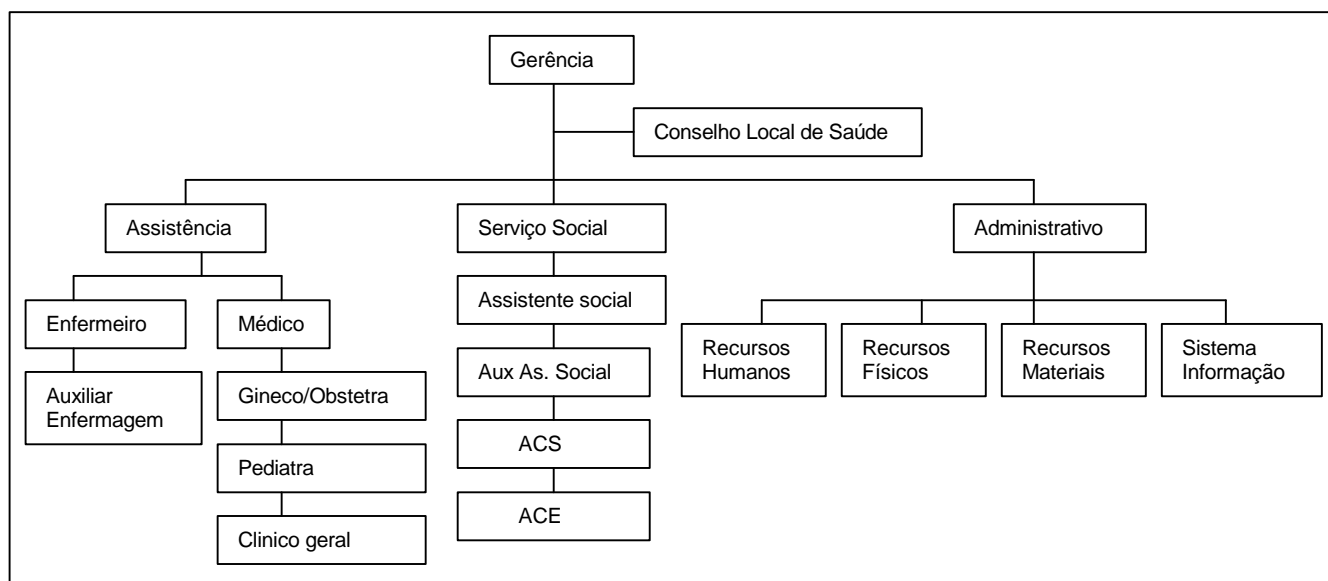 Gerência
Conselho Local de Saúde
Assistência
Serviço Social
Administrativo
Enfermeiro
Médico
Assistente social
Recursos
Humanos
Recursos
Físicos
Recursos
Materiais
Sistema
Informação
Auxiliar
Enfermagem
Gineco/Obstetra
Aux As. Social
Pediatra
ACS
Clinico geral
ACE